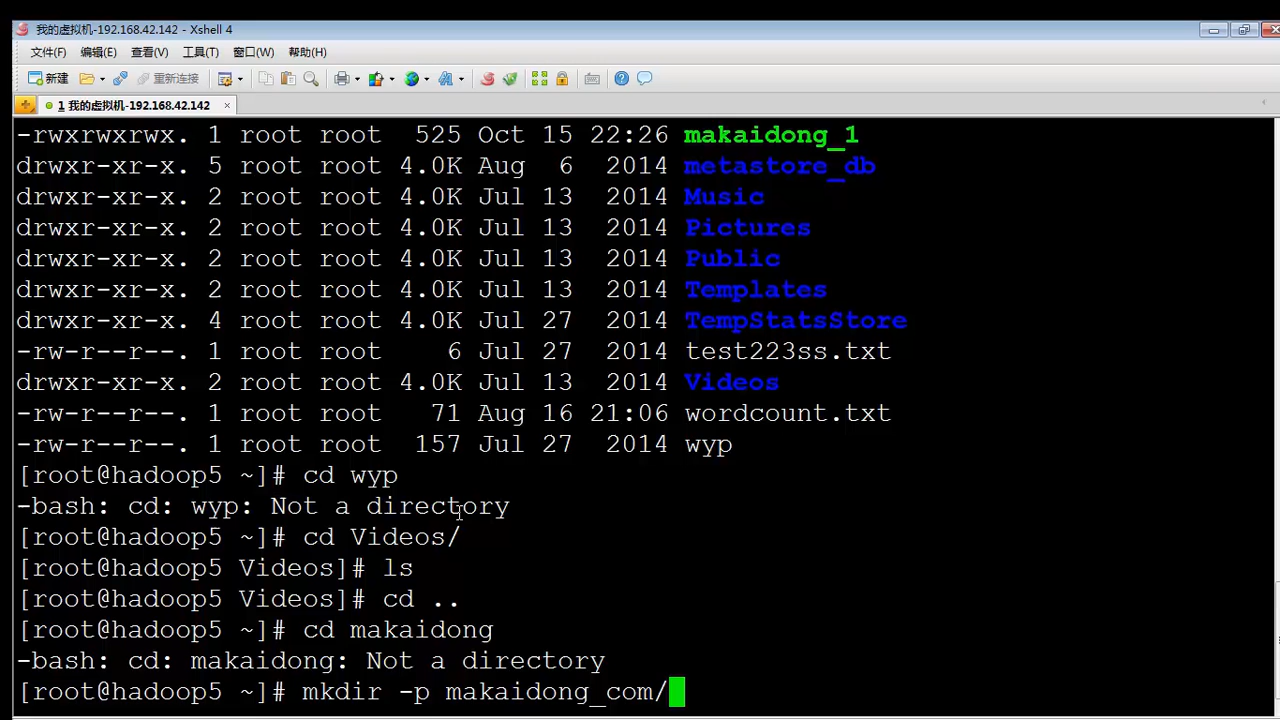 我的虚拟机-192.168.42.142 - Xshell 4
文件(F) 编辑(E) 查看(V) 工具(T) 窗口(W) 帮助(H)
新建 重新连接
1 我的虚拟机-192.168.42.142 ×
-rwxrwxrwx. 1 root root 525 Oct 15 22:26 makaidong_1
drwxr-xr-x. 5 root root 4.0K Aug 6 2014 metastore_db
drwxr-xr-x. 2 root root 4.0K Jul 13 2014 Music
drwxr-xr-x. 2 root root 4.0K Jul 13 2014 Pictures
drwxr-xr-x. 2 root root 4.0K Jul 13 2014 Public
drwxr-xr-x. 2 root root 4.0K Jul 13 2014 Templates
drwxr-xr-x. 4 root root 4.0K Jul 27 2014 TempStatsStore
-rw-r--r--. 1 root root 6 Jul 27 2014 test223ss.txt
drwxr-xr-x. 2 root root 4.0K Jul 13 2014 Videos
-rw-r--r--. 1 root root 71 Aug 16 21:06 wordcount.txt
-rw-r--r--. 1 root root 157 Jul 27 2014 wyp
[root@hadoop5 ~]# cd wyp
-bash: cd: wyp: Not a directory
[root@hadoop5 ~]# cd Videos/
[root@hadoop5 Videos]# ls
[root@hadoop5 Videos]# cd ..
[root@hadoop5 ~]# cd makaidong
-bash: cd: makaidong: Not a directory
[root@hadoop5 ~]# mkdir -p makaidong_com/